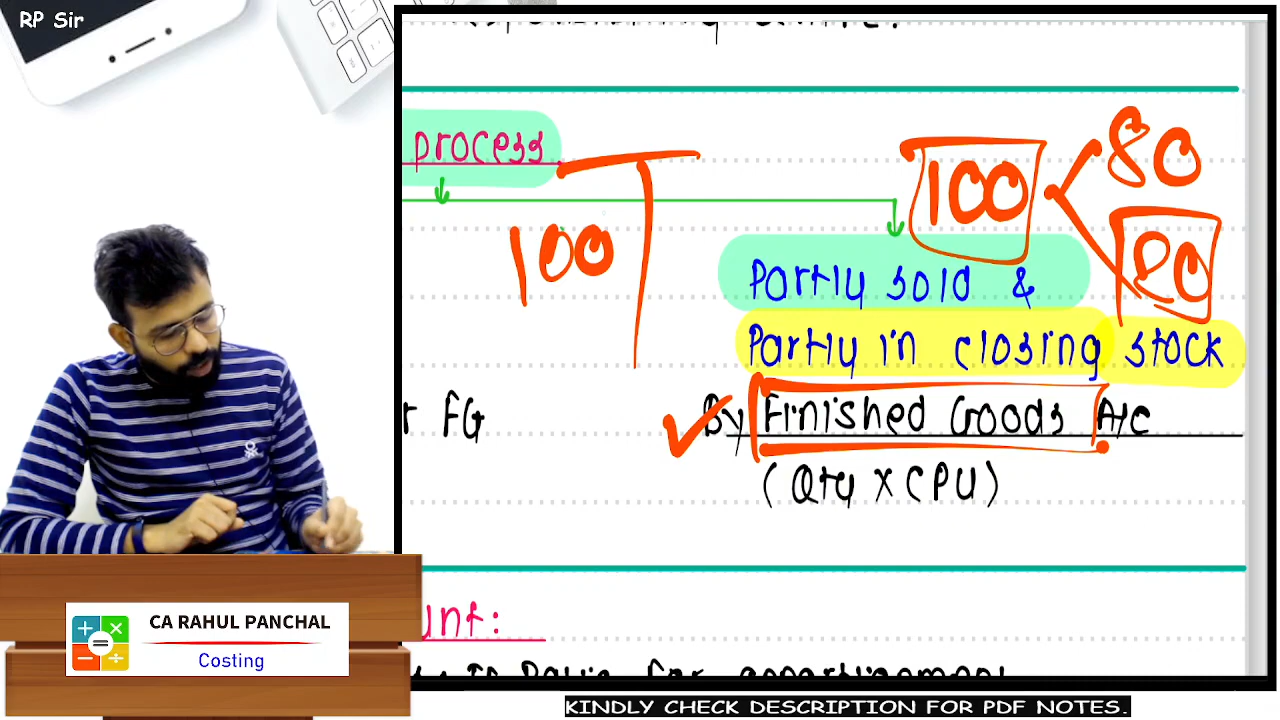 RP Sir
process
100
100
80
20
Partly sold &
Partly in closing stock
r FG
By Finished Goods A/c
(Qty X CPU)
unt:
CA RAHUL PANCHAL
Costing
KINDLY CHECK DESCRIPTION FOR PDF NOTES.